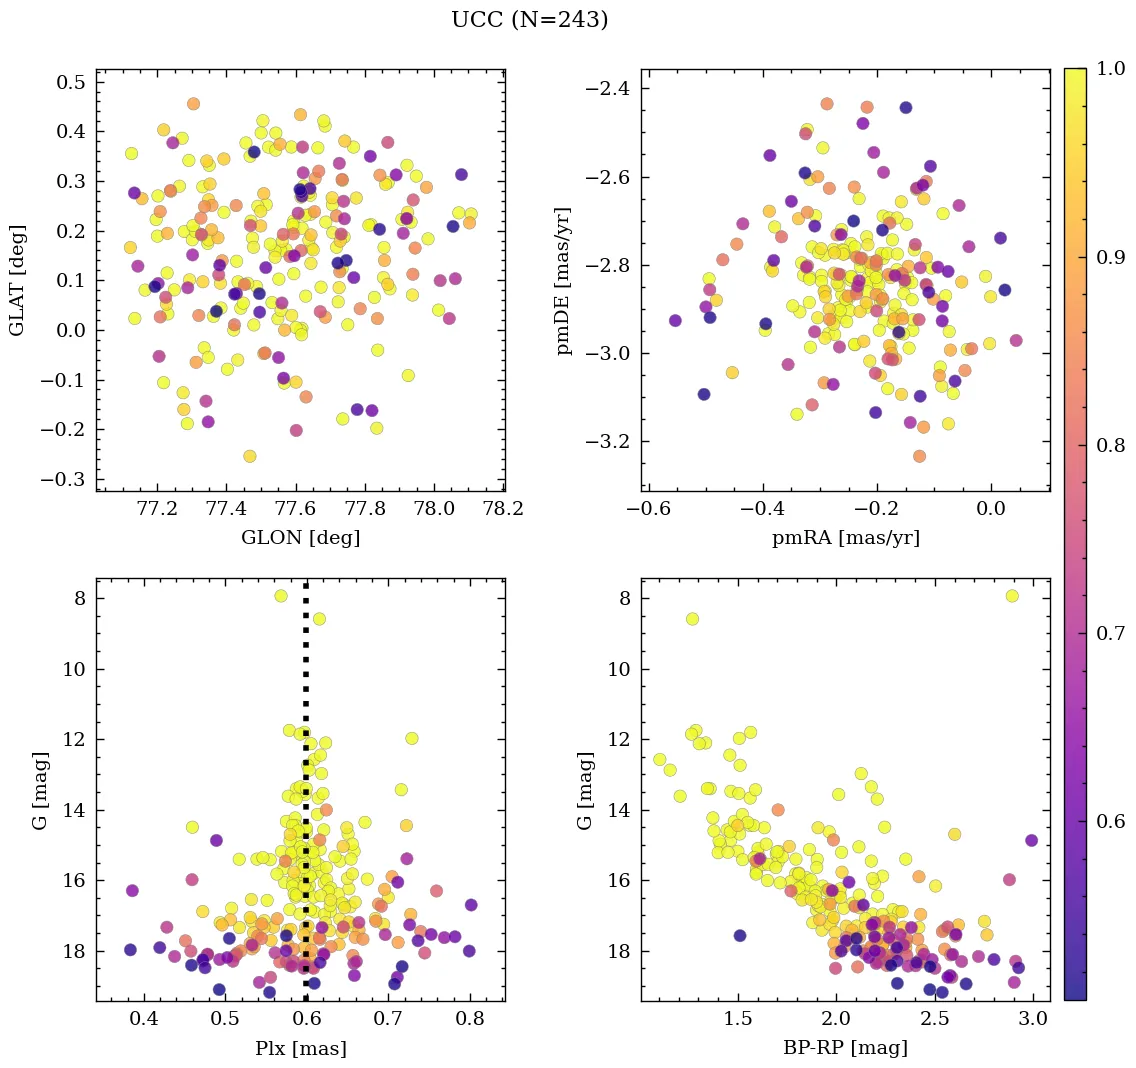 UCC (N=243)
0.5
0.4
0.3
0.2
0.1
0.0
−0.1
−0.2
−0.3
GLAT [deg]
77.2 77.4 77.6 77.8 78.0 78.2
GLON [deg]
−2.4
−2.6
−2.8
−3.0
−3.2
pmDE [mas/yr]
−0.6 −0.4 −0.2 0.0
pmRA [mas/yr]
8
10
12
14
16
18
G [mag]
0.4 0.5 0.6 0.7 0.8
Plx [mas]
8
10
12
14
16
18
G [mag]
1.5 2.0 2.5 3.0
BP-RP [mag]
1.0
0.9
0.8
0.7
0.6